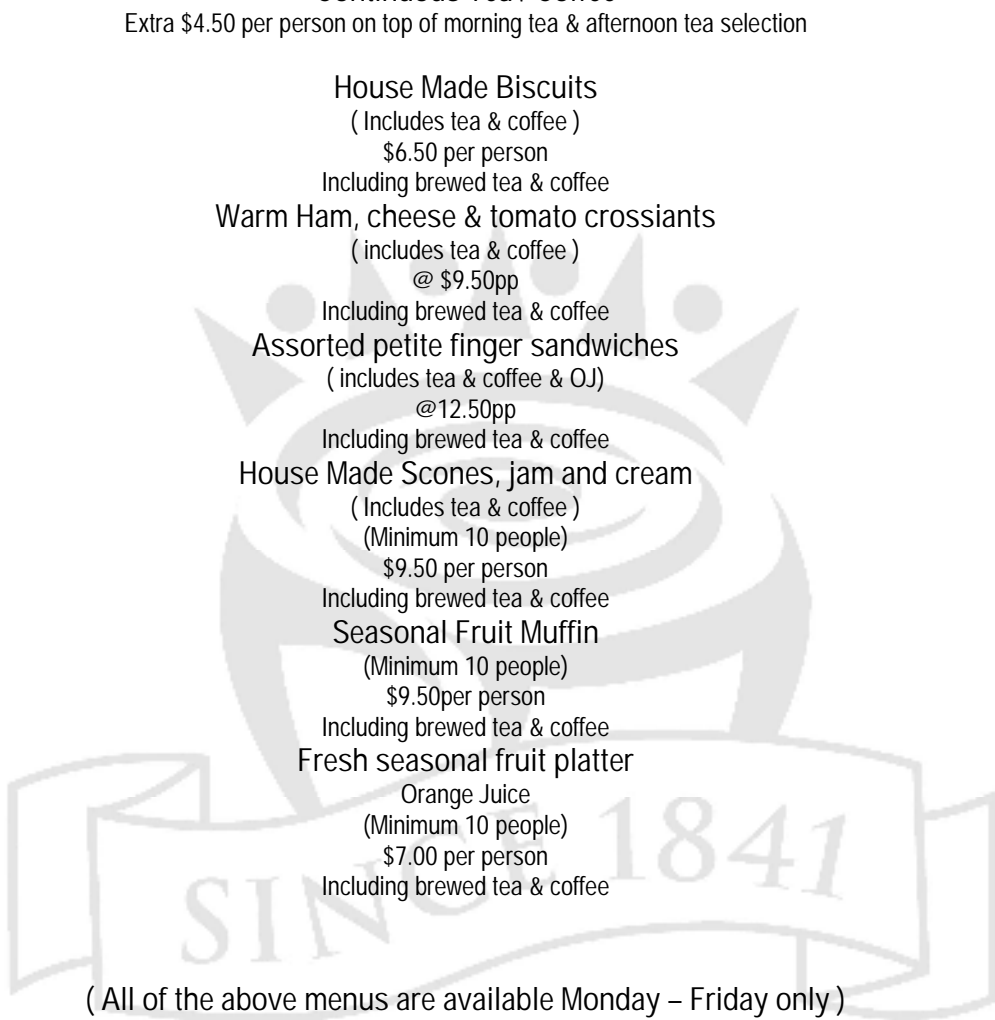 Extra $4.50 per person on top of morning tea & afternoon tea selection
House Made Biscuits
( Includes tea & coffee )
$6.50 per person
Including brewed tea & coffee
Warm Ham, cheese & tomato crossiants
( includes tea & coffee )
@ $9.50pp
Including brewed tea & coffee
Assorted petite finger sandwiches
( includes tea & coffee & OJ)
@12.50pp
Including brewed tea & coffee
House Made Scones, jam and cream
( Includes tea & coffee )
(Minimum 10 people)
$9.50 per person
Including brewed tea & coffee
Seasonal Fruit Muffin
(Minimum 10 people)
$9.50per person
Including brewed tea & coffee
Fresh seasonal fruit platter
Orange Juice
(Minimum 10 people)
$7.00 per person
Including brewed tea & coffee
SINCE 1841
( All of the above menus are available Monday – Friday only )